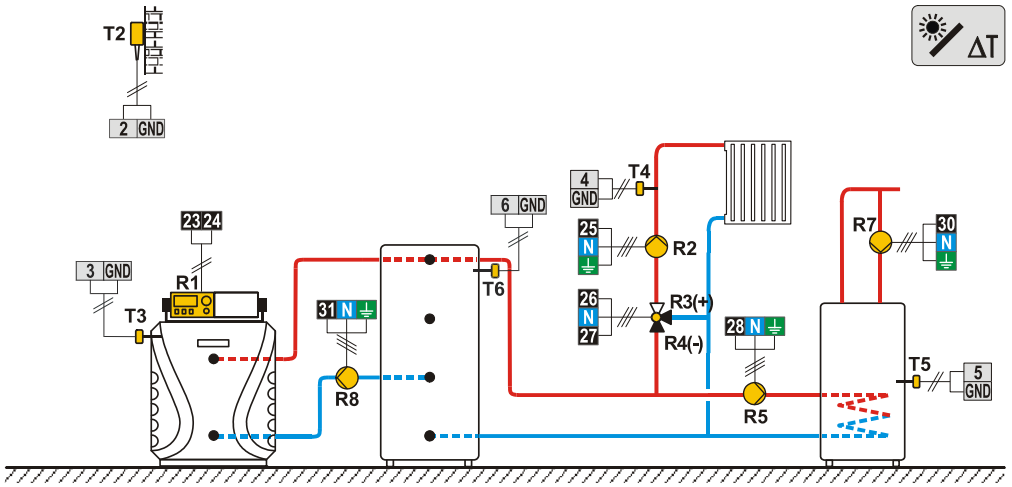 T2
2 GND
ΔT
T4
4
GND
6 GND
23 24
25
N
R2
R7
30
N
3 GND
R1
T6
T3
31 N
26
N
27
R3(+)
R4(-)
28 N
T5
5
GND
R8
R5